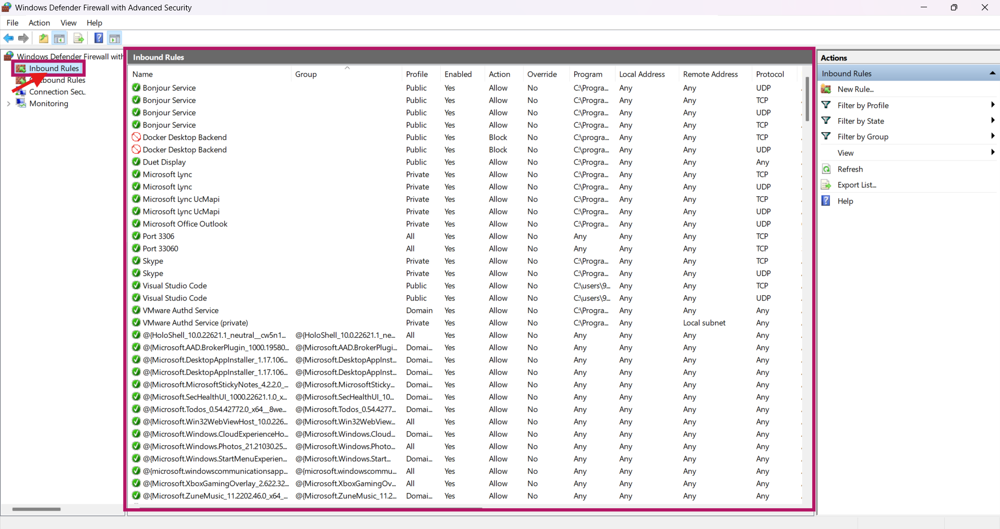 Windows Defender Firewall with Advanced Security
File Action View Help
Windows Defender Firewall with
Inbound Rules
Outbound Rules
Connection Secu
Monitoring
Inbound Rules
Name Group Profile Enabled Action Override Program Local Address Remote Address Protocol
Bonjour Service Public Yes Allow No C:\Progra... Any Any UDP
Bonjour Service Public Yes Allow No C:\Progra... Any Any TCP
Bonjour Service Public Yes Allow No C:\Progra... Any Any UDP
Bonjour Service Public Yes Allow No C:\Progra... Any Any TCP
Docker Desktop Backend Public Yes Block No C:\progra... Any Any TCP
Docker Desktop Backend Public Yes Block No C:\progra... Any Any UDP
Duet Display Public Yes Allow No C:\Progra... Any Any Any
Microsoft Lync Private Yes Allow No C:\Progra... Any Any TCP
Microsoft Lync Private Yes Allow No C:\Progra... Any Any UDP
Microsoft Lync UcMapi Private Yes Allow No C:\Progra... Any Any TCP
Microsoft Lync UcMapi Private Yes Allow No C:\Progra... Any Any UDP
Microsoft Office Outlook Private Yes Allow No C:\Progra... Any Any UDP
Port 3306 All Yes Allow No Any Any Any TCP
Port 33060 All Yes Allow No Any Any Any TCP
Skype Private Yes Allow No C:\Progra... Any Any TCP
Skype Private Yes Allow No C:\Progra... Any Any UDP
Visual Studio Code Public Yes Allow No C:\users\9... Any Any TCP
Visual Studio Code Public Yes Allow No C:\users\9... Any Any UDP
VMware Authd Service Domain Yes Allow No C:\Progra... Any Any Any
VMware Authd Service (private) Private Yes Allow No C:\Progra... Any Local subnet Any
@{HoloShell_10.0.22621.1_neutral__cw5n1... @{HoloShell_10.0.22621.1_ne... All Yes Allow No Any Any Any Any
@{Microsoft.AAD.BrokerPlugin_1000.19580... @{Microsoft.AAD.BrokerPlugi... Domai... Yes Allow No Any Any Any Any
@{Microsoft.DesktopAppInstaller_1.17.106... @{Microsoft.DesktopAppInst... Domai... Yes Allow No Any Any Any Any
@{Microsoft.DesktopAppInstaller_1.17.106... @{Microsoft.DesktopAppInst... Domai... Yes Allow No Any Any Any Any
@{Microsoft.MicrosoftStickyNotes_4.2.2.0_... @{Microsoft.MicrosoftSticky... Domai... Yes Allow No Any Any Any Any
@{Microsoft.SecHealthUI_1000.22621.1.0_x... @{Microsoft.SecHealthUI_10... Domai... Yes Allow No Any Any Any Any
@{Microsoft.Todos_0.54.42772.0_x64__8we... @{Microsoft.Todos_0.54.4277... Domai... Yes Allow No Any Any Any Any
@{Microsoft.Win32WebViewHost_10.0.226... @{Microsoft.Win32WebView... All Yes Allow No Any Any Any Any
@{Microsoft.Windows.CloudExperienceHo... @{Microsoft.Windows.Cloud... Domai... Yes Allow No Any Any Any Any
@{Microsoft.Windows.Photos_21.21030.25... @{Microsoft.Windows.Photo... All Yes Allow No Any Any Any Any
@{Microsoft.Windows.StartMenuExperien... @{Microsoft.Windows.Start... Domai... Yes Allow No Any Any Any Any
@{microsoft.windowscommunicationsapp... @{microsoft.windowscommu... All Yes Allow No Any Any Any Any
@{Microsoft.XboxGamingOverlay_2.622.32... @{Microsoft.XboxGamingOv... All Yes Allow No Any Any Any Any
@{Microsoft.ZuneMusic_11.2202.46.0_x64_... @{Microsoft.ZuneMusic_11.2... Domai... Yes Allow No Any Any Any Any
Actions
Inbound Rules
New Rule...
Filter by Profile
Filter by State
Filter by Group
View
Refresh
Export List...
Help